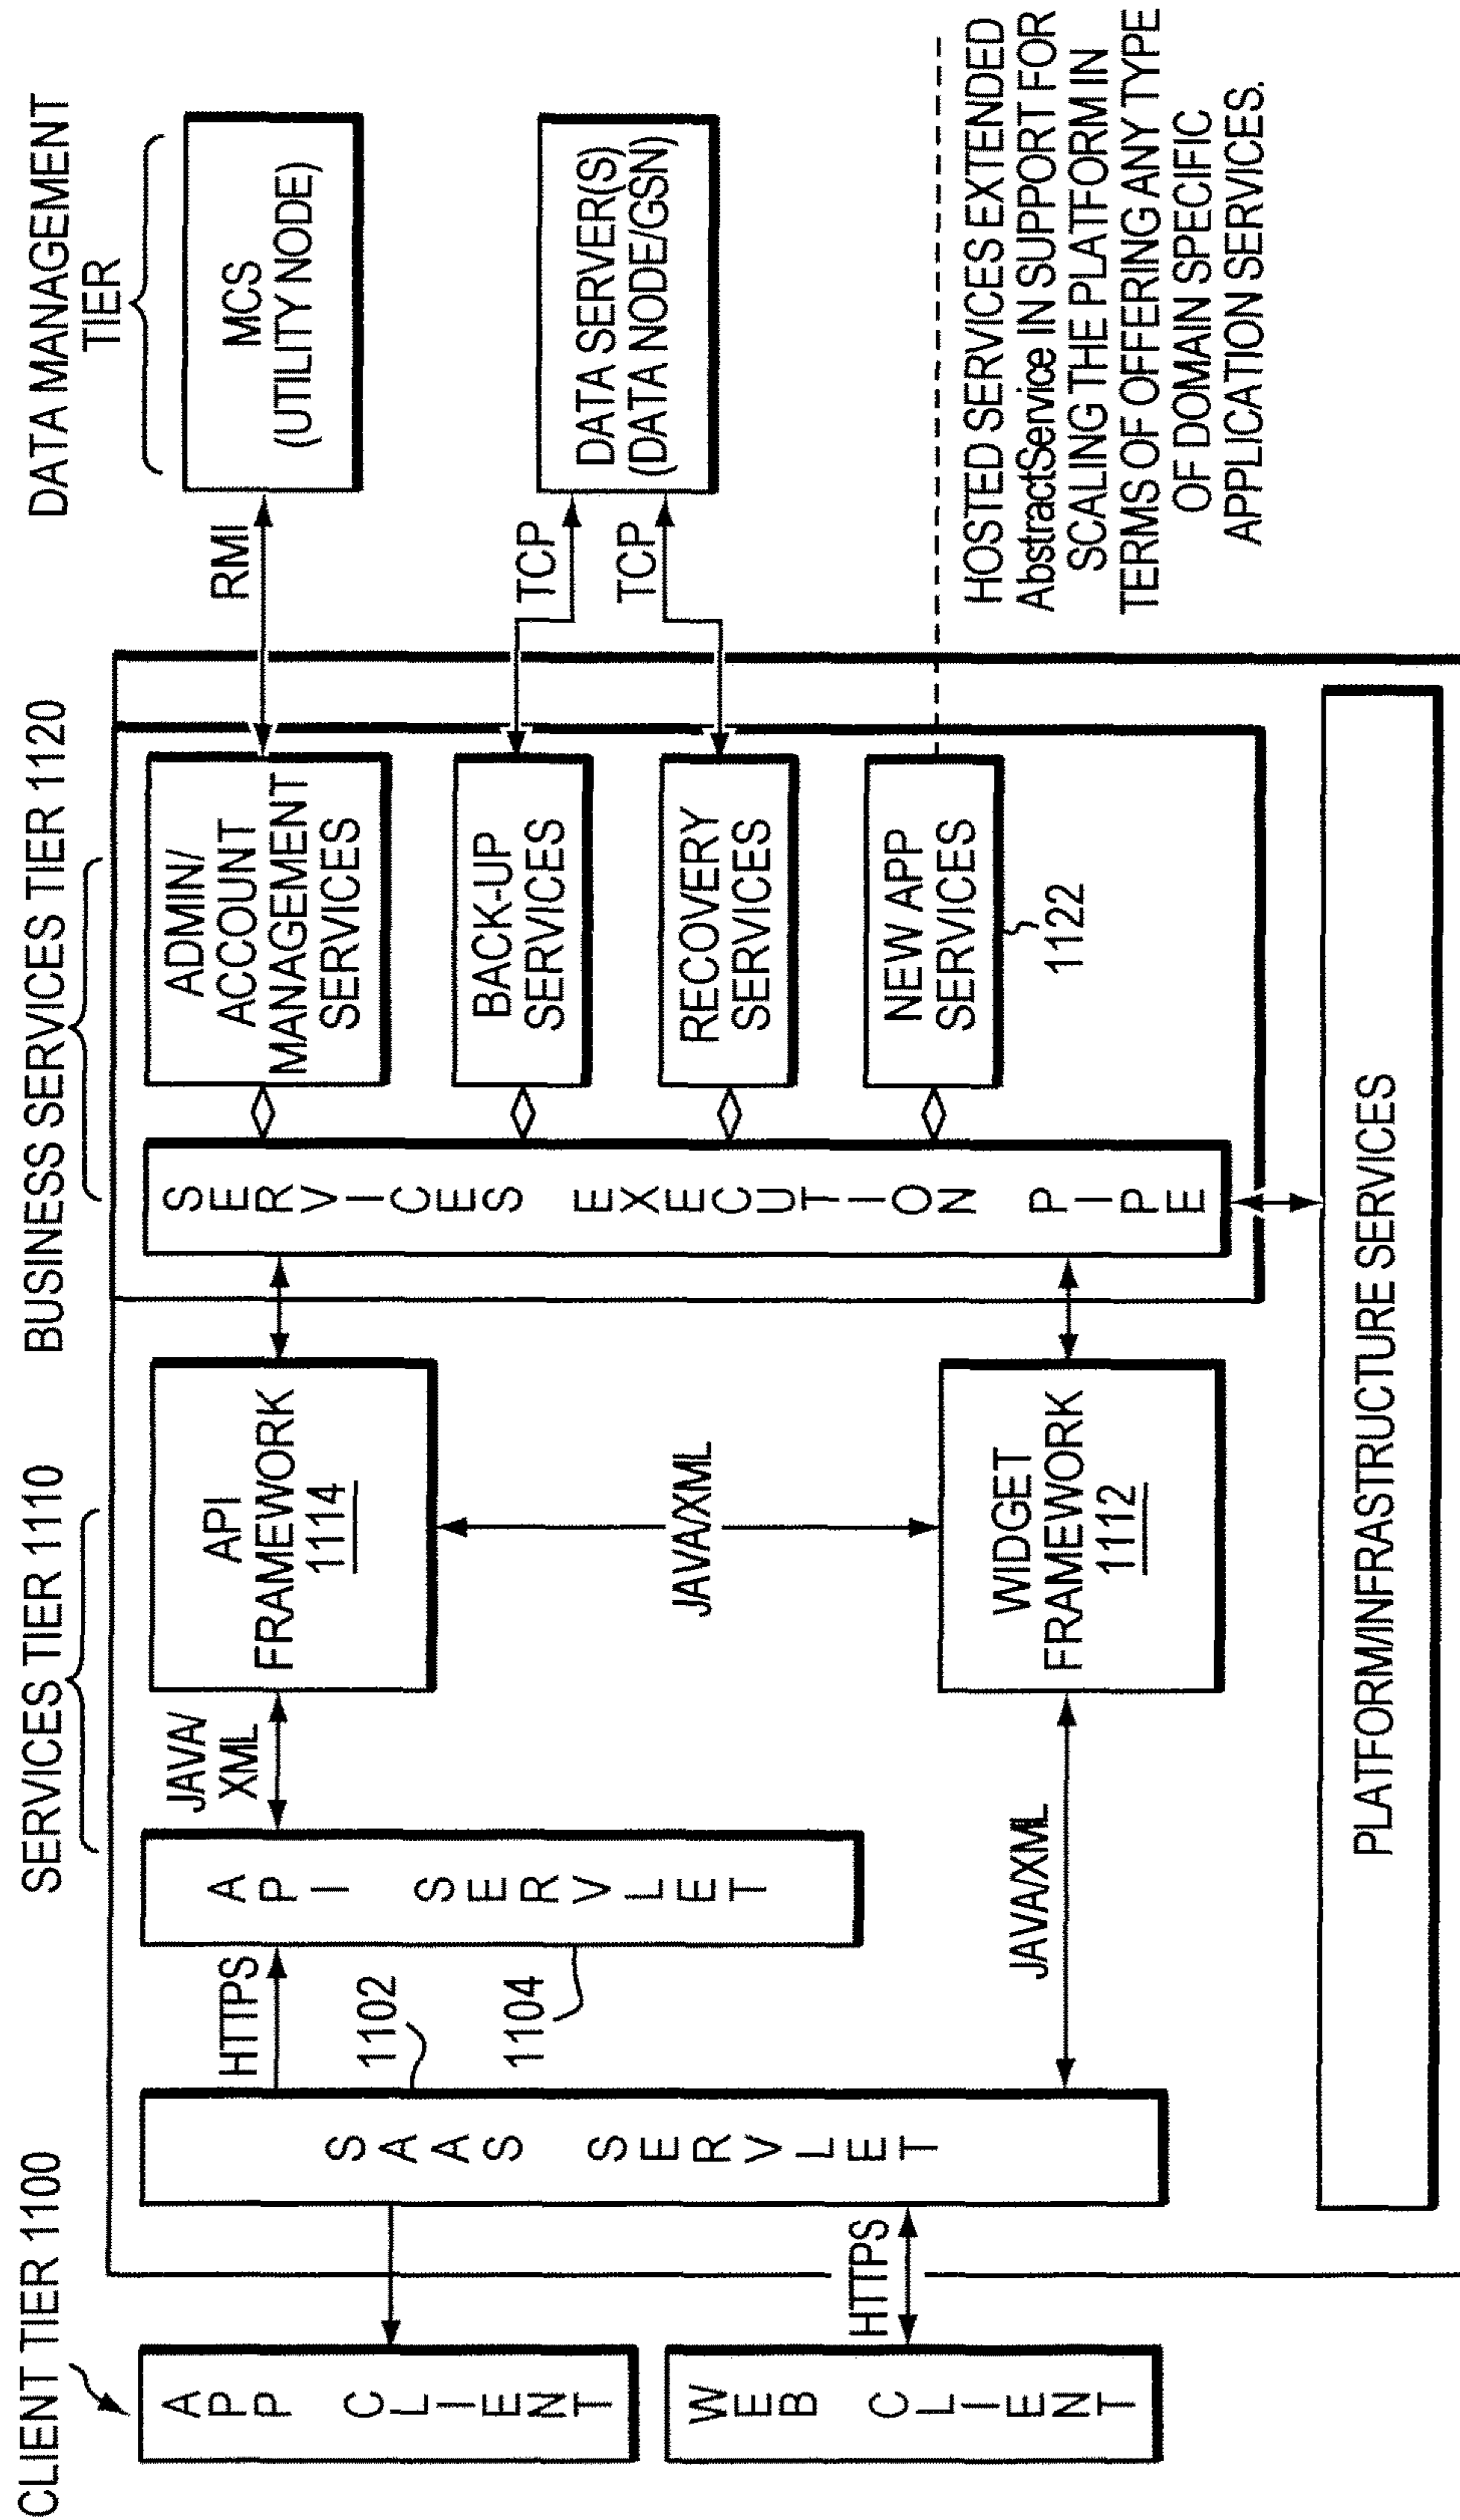 CLIENT TIER 1100
SERVICES TIER 1110
BUSINESS SERVICES TIER 1120
DATA MANAGEMENT
TIER
APP CLIENT
WEB CLIENT
HTTPS
SAAS SERVLET
HTTPS
1102
1104
API SERVLET
JAVA/
XML
JAVA/XML
API
FRAMEWORK
1114
JAVA/XML
WIDGET
FRAMEWORK
1112
SERVICES EXECUTION PIPE
ADMIN/
ACCOUNT
MANAGEMENT
SERVICES
BACK-UP
SERVICES
RECOVERY
SERVICES
NEW APP
SERVICES
1122
RMI
TCP
TCP
MCS
(UTILITY NODE)
DATA SERVER(S)
(DATA NODE/GSN)
HOSTED SERVICES EXTENDED
AbstractService IN SUPPORT FOR
SCALING THE PLATFORM IN
TERMS OF OFFERING ANY TYPE
OF DOMAIN SPECIFIC
APPLICATION SERVICES.
PLATFORM/INFRASTRUCTURE SERVICES